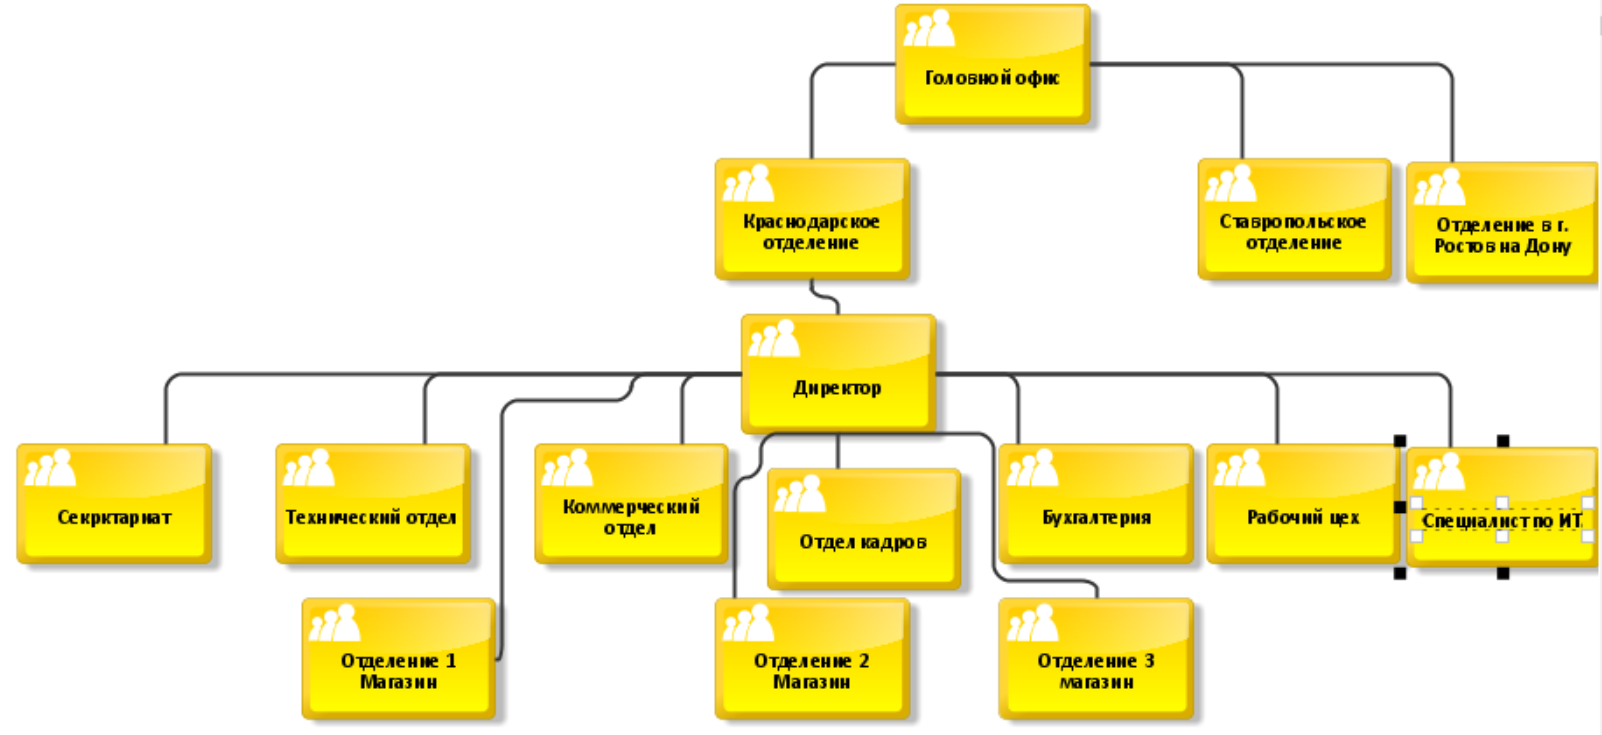 Головной офис
Краснодарское
отделение
Ставропольское
отделение
Отделение в г.
Ростов на Дону
Директор
Секрктариат
Технический отдел
Коммерческий
отдел
Отдел кадров
Бухгалтерия
Рабочий цех
Специалист по ИТ
Отделение 1
Магазин
Отделение 2
Магазин
Отделение 3
магазин